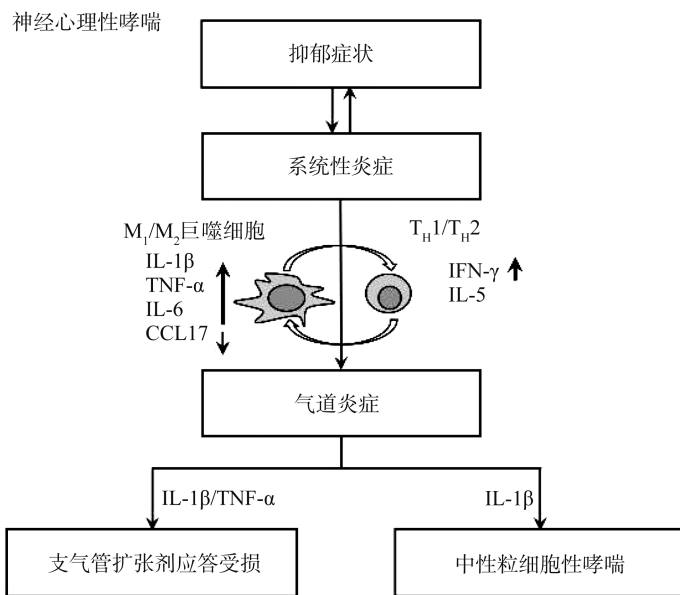 神经心理性哮喘
抑郁症状
系统性炎症
M₁/M₂巨噬细胞
IL-1β
TNF-α
IL-6
CCL17
T_H1/T_H2
IFN-γ
IL-5
气道炎症
IL-1β/TNF-α
IL-1β
支气管扩张剂应答受损
中性粒细胞性哮喘